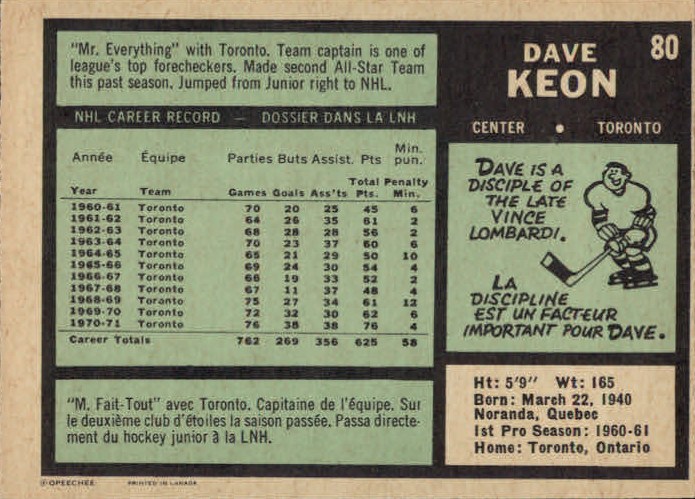 "Mr. Everything" with Toronto. Team captain is one of
league's top forecheckers. Made second All-Star Team
this past season. Jumped from Junior right to NHL.
DAVE 80
KEON
CENTER • TORONTO
NHL CAREER RECORD — DOSSIER DANS LA LNH
Année Équipe Parties Buts Assist. Pts Min. pun.
Year Team Games Goals Ass'ts Total Pts. Penalty Min.
1960-61 Toronto 70 20 25 45 6
1961-62 Toronto 64 26 35 61 2
1962-63 Toronto 68 28 28 56 2
1963-64 Toronto 70 23 37 60 6
1964-65 Toronto 65 21 29 50 10
1965-66 Toronto 69 24 30 54 4
1966-67 Toronto 66 19 33 52 2
1967-68 Toronto 67 11 37 48 4
1968-69 Toronto 75 27 34 61 12
1969-70 Toronto 72 32 30 62 6
1970-71 Toronto 76 38 38 76 4
Career Totals 762 269 356 625 58
DAVE IS A
DISCIPLE OF
THE LATE
VINCE
LOMBARDI.
LA
DISCIPLINE
EST UN FACTEUR
IMPORTANT POUR DAVE.
"M. Fait-Tout" avec Toronto. Capitaine de l'équipe. Sur
le deuxième club d'étoiles la saison passée. Passa directe-
ment du hockey junior à la LNH.
Ht: 5'9" Wt: 165
Born: March 22, 1940
Noranda, Quebec
1st Pro Season: 1960-61
Home: Toronto, Ontario
© OPEECHEE PRINTED IN CANADA